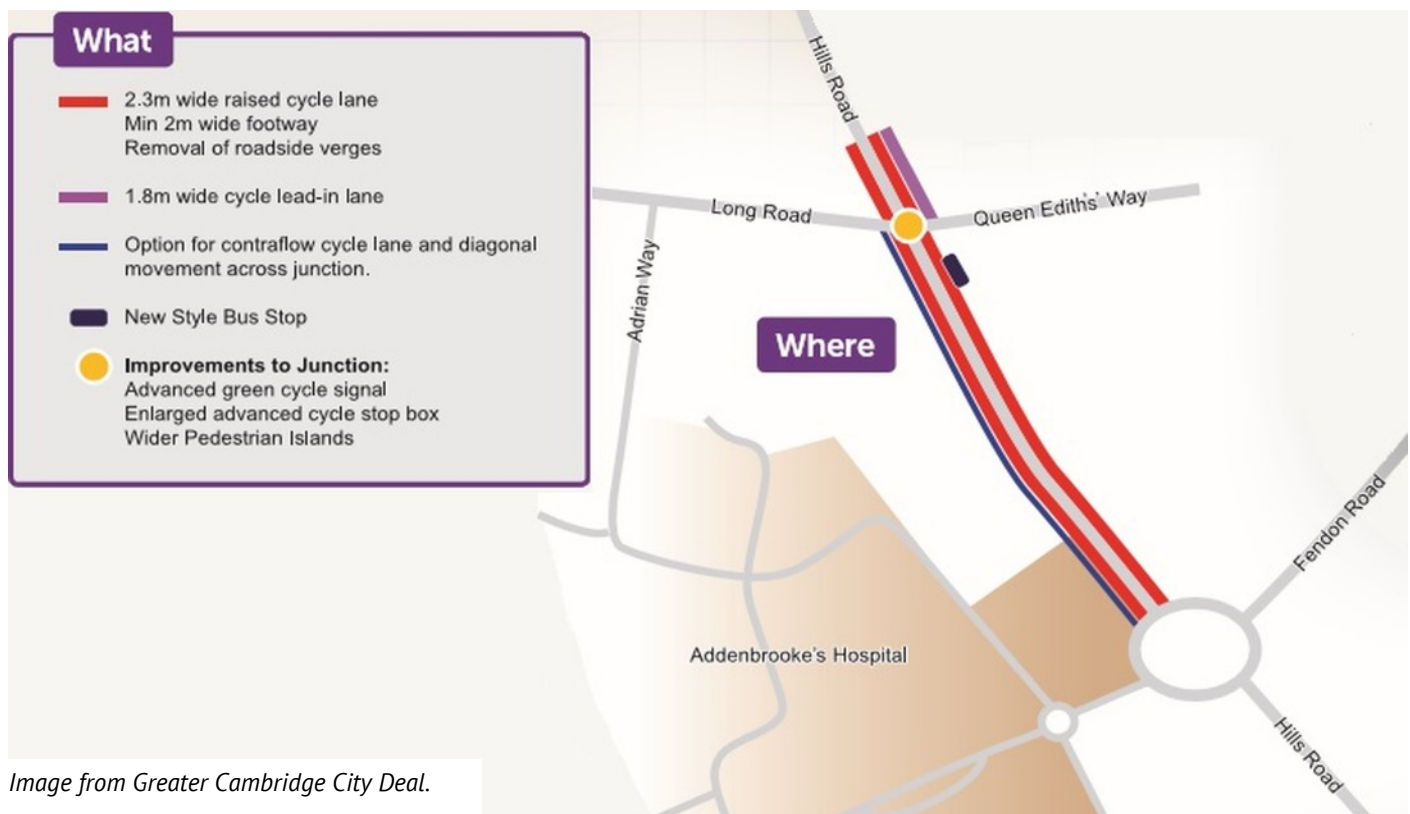 What
2.3m wide raised cycle lane
Min 2m wide footway
Removal of roadside verges
1.8m wide cycle lead-in lane
Option for contraflow cycle lane and diagonal
movement across junction.
New Style Bus Stop
Improvements to Junction:
Advanced green cycle signal
Enlarged advanced cycle stop box
Wider Pedestrian Islands
Hills Road
Long Road
Queen Ediths' Way
Adrian Way
Where
Fendon Road
Addenbrooke's Hospital
Hills Road
Image from Greater Cambridge City Deal.